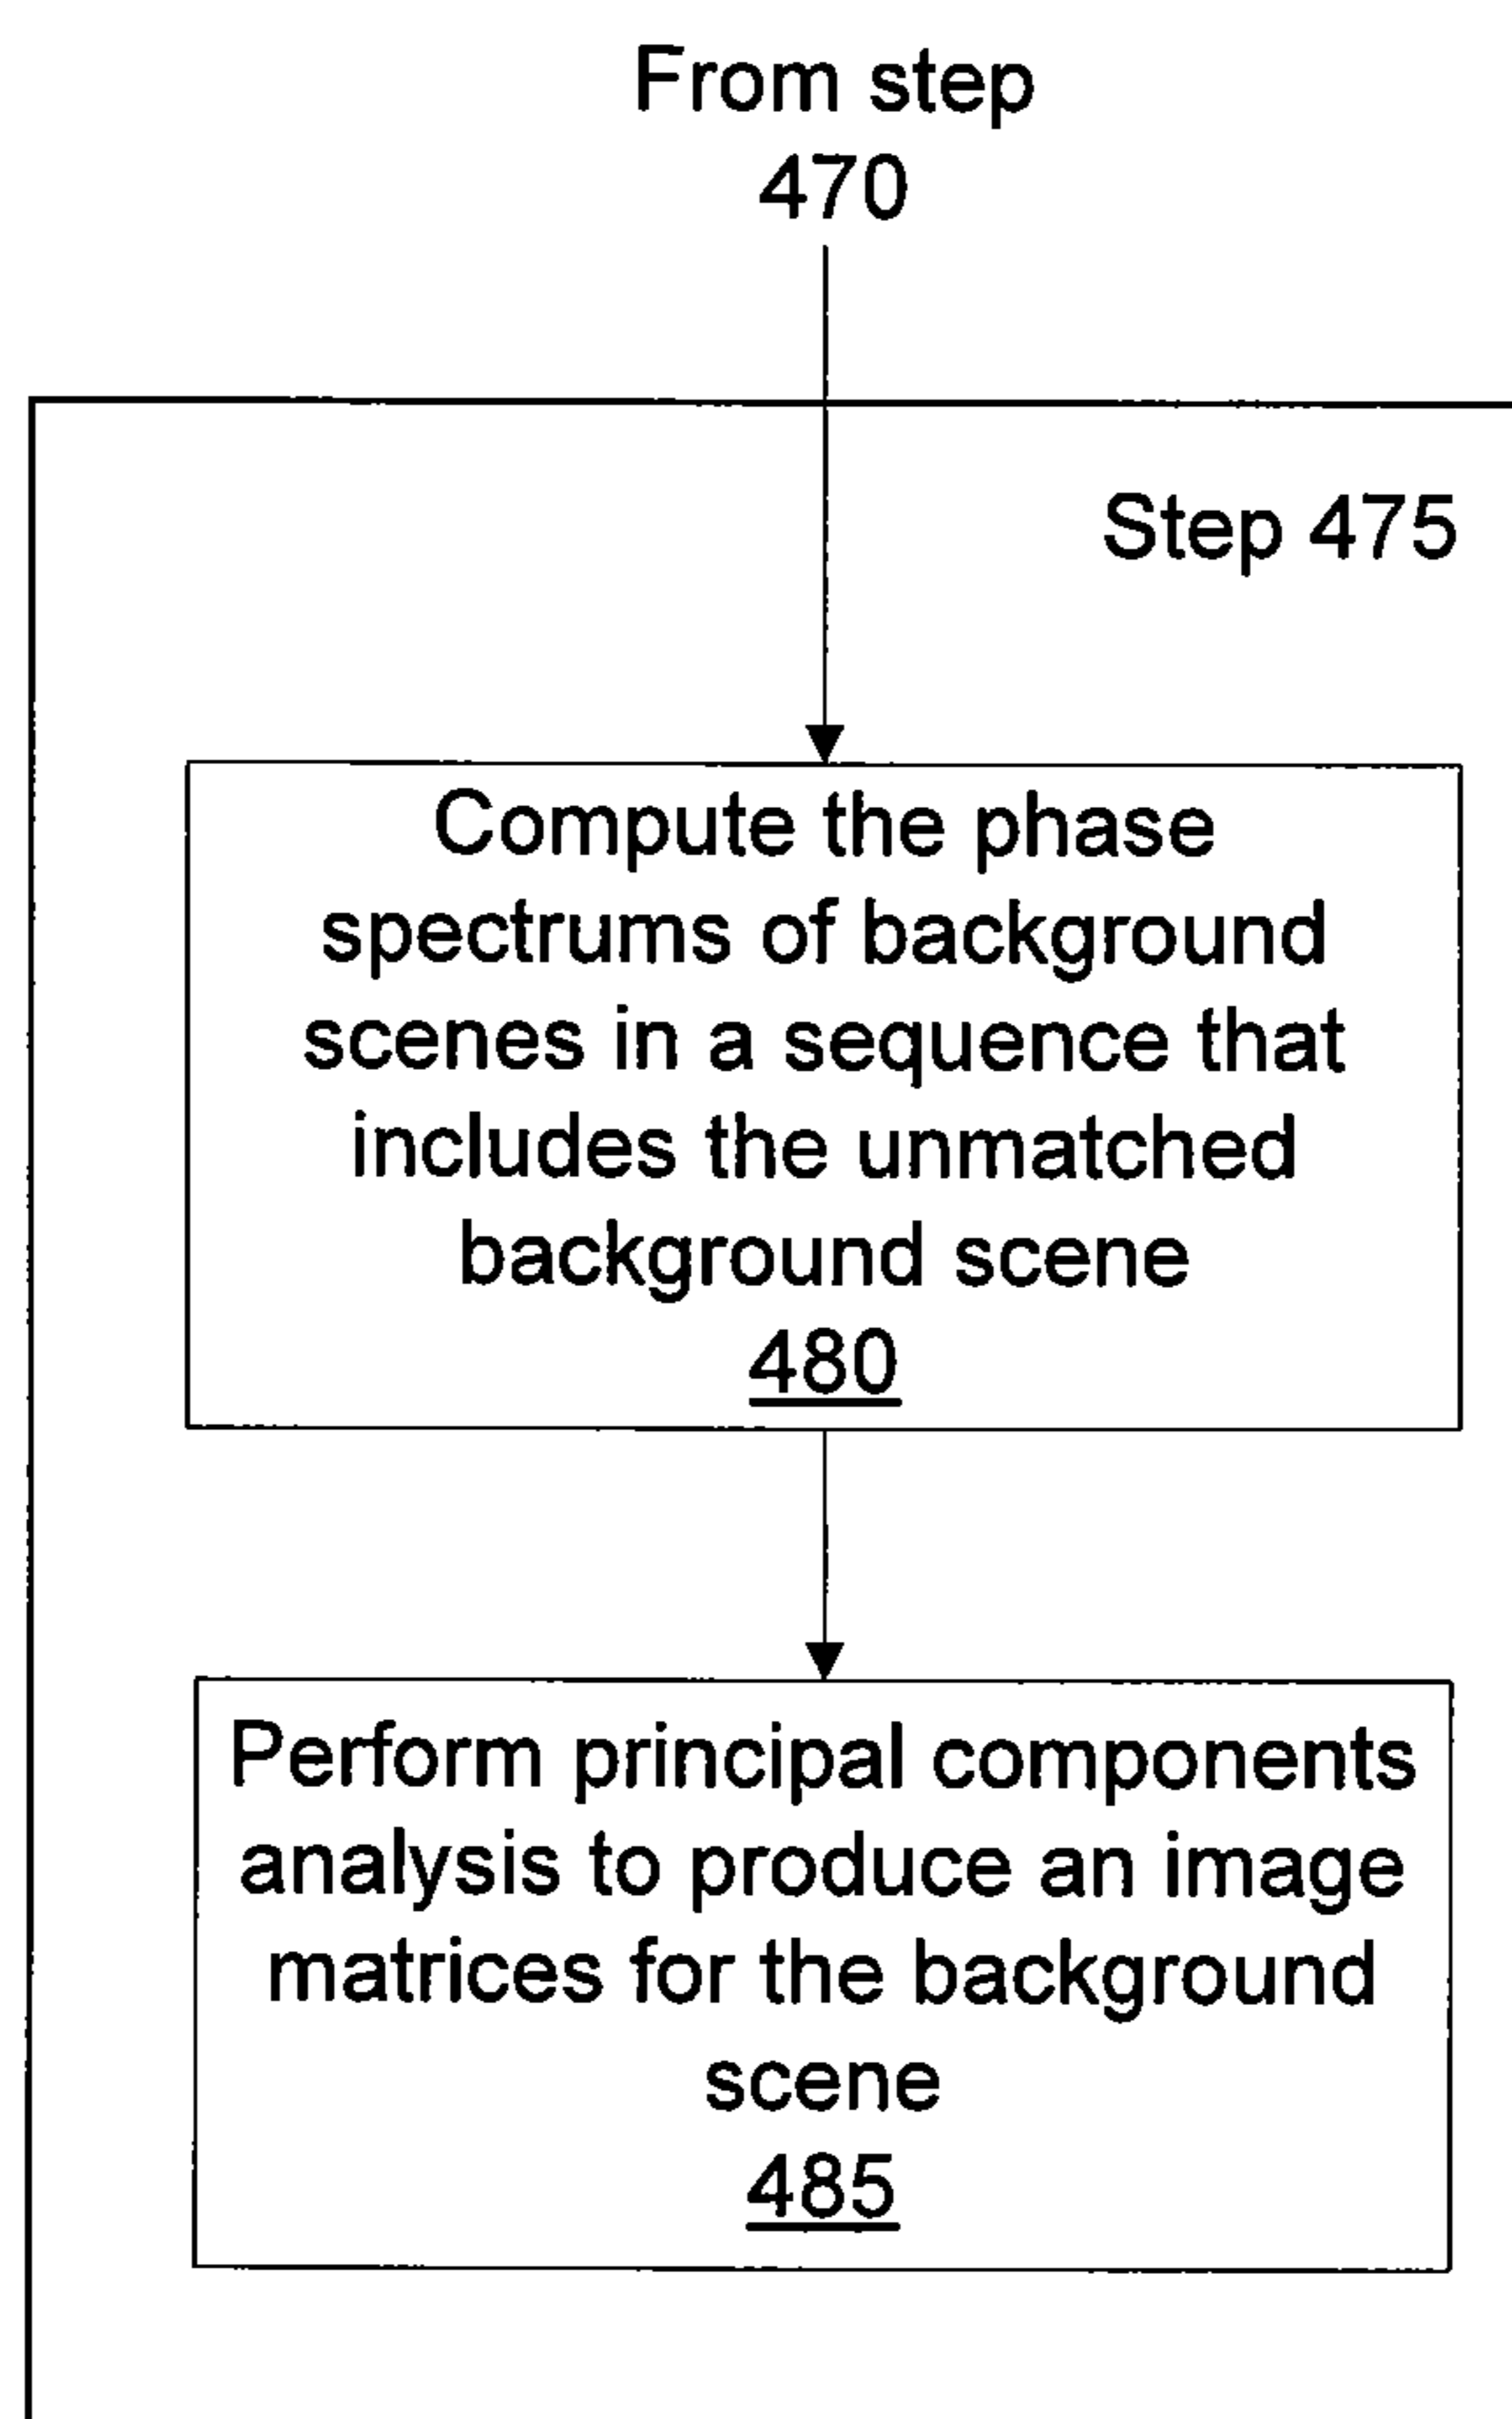 From step
470
Step 475
Compute the phase
spectrums of background
scenes in a sequence that
includes the unmatched
background scene
480
Perform principal components
analysis to produce an image
matrices for the background
scene
485